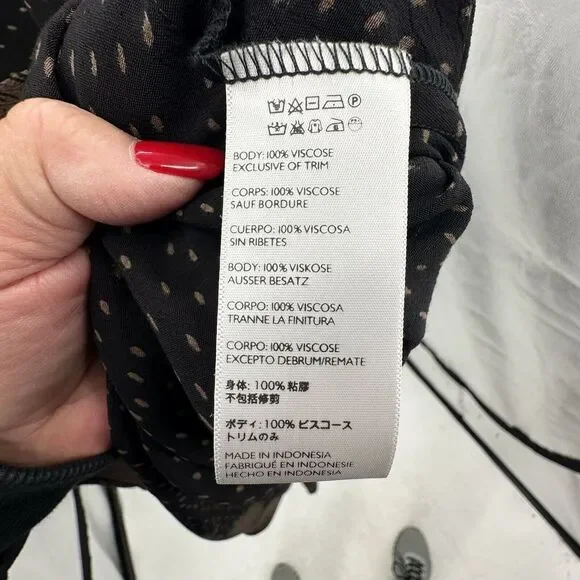 BODY: 100% VISCOSE
EXCLUSIVE OF TRIM
CORPS: 100% VISCOSE
SAUF BORDURE
CUERPO: 100% VISCOSA
SIN RIBETES
BODY: 100% VISKOSE
AUSSER BESATZ
CORPO: 100% VISCOSA
TRANNE LA FINITURA
CORPO: 100% VISCOSE
EXCEPTO DEBRUM/REMATE
身体: 100% 粘膠
不包括修剪
ボディ: 100% ビスコース
トリムのみ
MADE IN INDONESIA
FABRIQUÉ EN INDONESIE
HECHO EN INDONESIA